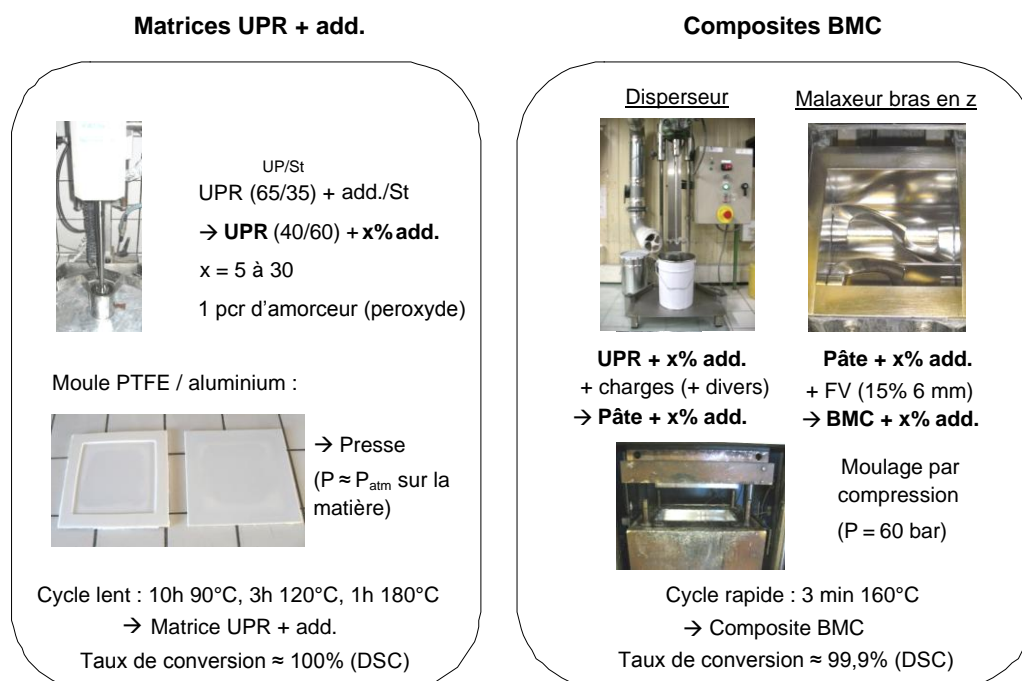 Matrices UPR + add.
UP/St
UPR (65/35) + add./St
→ UPR (40/60) + x% add.
x = 5 à 30
1 pcr d’amorceur (peroxyde)
Moule PTFE / aluminium :
→ Presse
(P ≈ Patm sur la
matière)
Cycle lent : 10h 90°C, 3h 120°C, 1h 180°C
→ Matrice UPR + add.
Taux de conversion ≈ 100% (DSC)
Composites BMC
Disperseur
Malaxeur bras en z
UPR + x% add.
+ charges (+ divers)
→ Pâte + x% add.
Pâte + x% add.
+ FV (15% 6 mm)
→ BMC + x% add.
Moulage par
compression
(P = 60 bar)
Cycle rapide : 3 min 160°C
→ Composite BMC
Taux de conversion ≈ 99,9% (DSC)